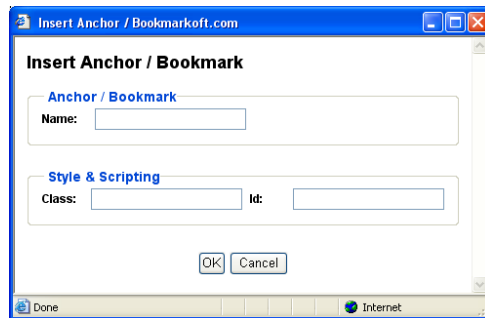 Insert Anchor / Bookmarkoft.com
Insert Anchor / Bookmark
Anchor / Bookmark
Name:
Style & Scripting
Class: Id:
OK Cancel
Done Internet